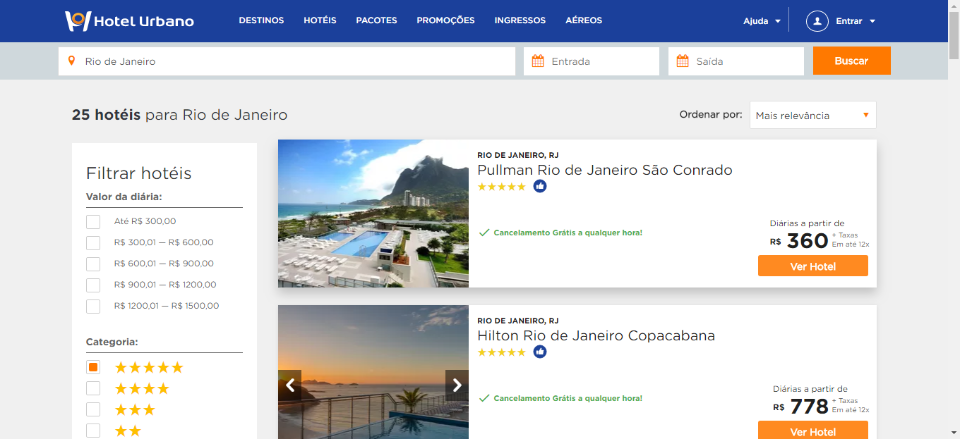 Hotel Urbano
DESTINOS HOTÉIS PACOTES PROMOÇÕES INGRESSOS AÉREOS
Ajuda Entrar
Rio de Janeiro
Entrada
Saída
Buscar
25 hotéis para Rio de Janeiro
Ordenar por: Mais relevância
Filtrar hotéis
Valor da diária:
Até R$ 300,00
R$ 300,01 — R$ 600,00
R$ 600,01 — R$ 900,00
R$ 900,01 — R$ 1200,00
R$ 1200,01 — R$ 1500,00
Categoria:
RIO DE JANEIRO, RJ
Pullman Rio de Janeiro São Conrado
Cancelamento Grátis a qualquer hora!
Diárias a partir de
R$ 360 + Taxas
Em até 12x
Ver Hotel
RIO DE JANEIRO, RJ
Hilton Rio de Janeiro Copacabana
Cancelamento Grátis a qualquer hora!
Diárias a partir de
R$ 778 + Taxas
Em até 12x
Ver Hotel